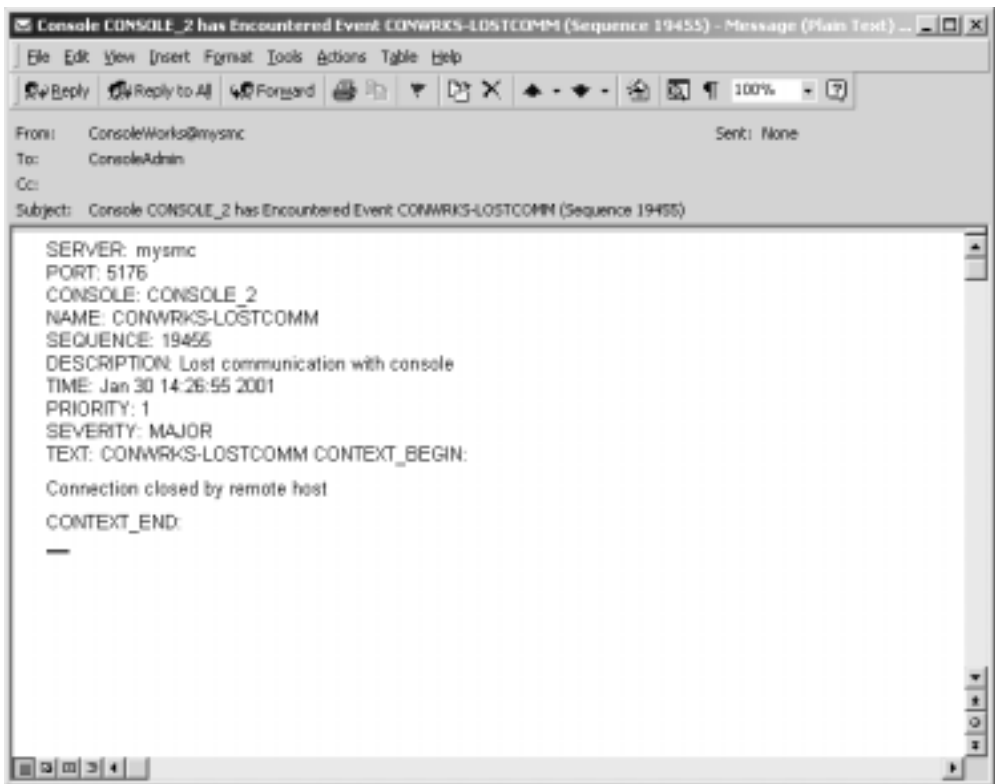 Console CONSOLE_2 has Encountered Event CONWRKS-LOSTCOMM (Sequence 19455) - Message (Plain Text) ...
File Edit View Insert Format Tools Actions Table Help
Reply Reply to All Forward 100%
From: ConsoleWorks@mysmc Sent: None
To: ConsoleAdmin
Cc:
Subject: Console CONSOLE_2 has Encountered Event CONWRKS-LOSTCOMM (Sequence 19455)
SERVER: mysmc
PORT: 5176
CONSOLE: CONSOLE_2
NAME: CONWRKS-LOSTCOMM
SEQUENCE: 19455
DESCRIPTION: Lost communication with console
TIME: Jan 30 14:26:55 2001
PRIORITY: 1
SEVERITY: MAJOR
TEXT: CONWRKS-LOSTCOMM CONTEXT_BEGIN:
Connection closed by remote host
CONTEXT_END: